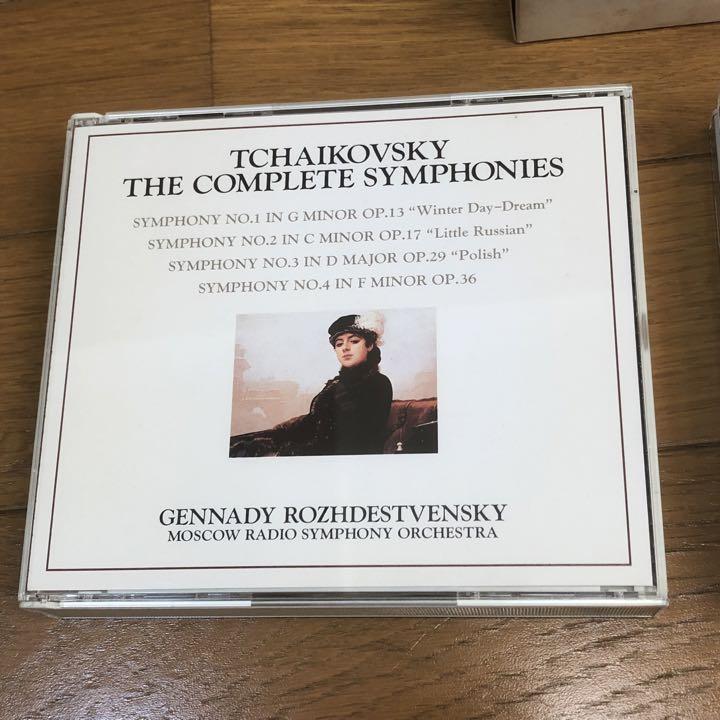 TCHAIKOVSKY
THE COMPLETE SYMPHONIES
SYMPHONY NO.1 IN G MINOR OP.13 “Winter Day-Dream”
SYMPHONY NO.2 IN C MINOR OP.17 “Little Russian”
SYMPHONY NO.3 IN D MAJOR OP.29 “Polish”
SYMPHONY NO.4 IN F MINOR OP.36
GENNADY ROZHDESTVENSKY
MOSCOW RADIO SYMPHONY ORCHESTRA